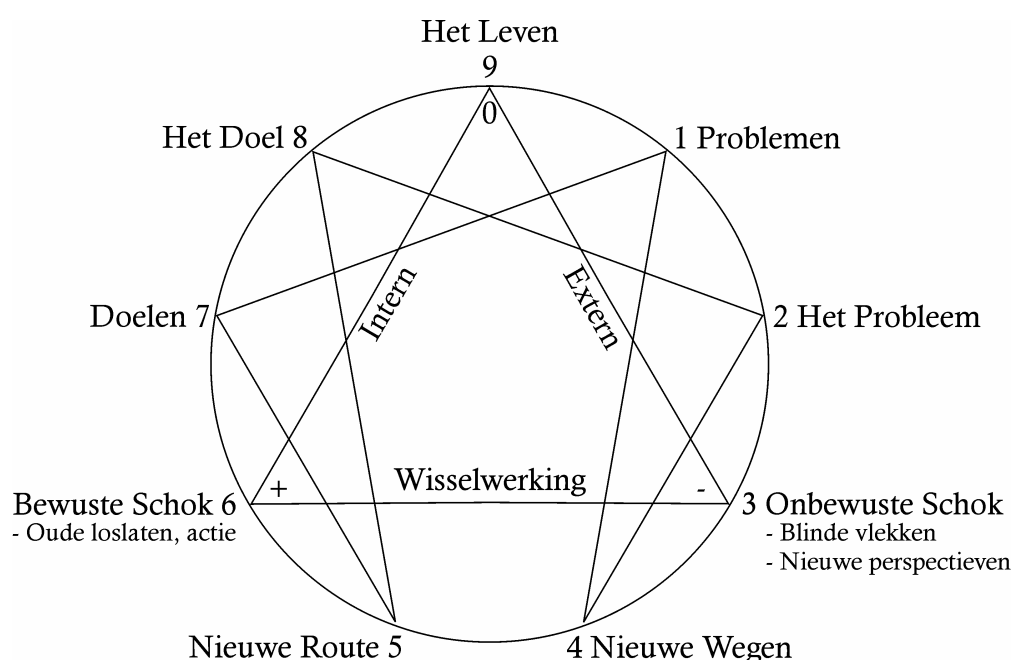 Het Leven
9
0
Het Doel 8
1 Problemen
Intern
Extern
Doelen 7
2 Het Probleem
+
Wisselwerking
-
Bewuste Schok 6
- Oude loslaten, actie
3 Onbewuste Schok
- Blinde vlekken
- Nieuwe perspectieven
Nieuwe Route 5
4 Nieuwe Wegen